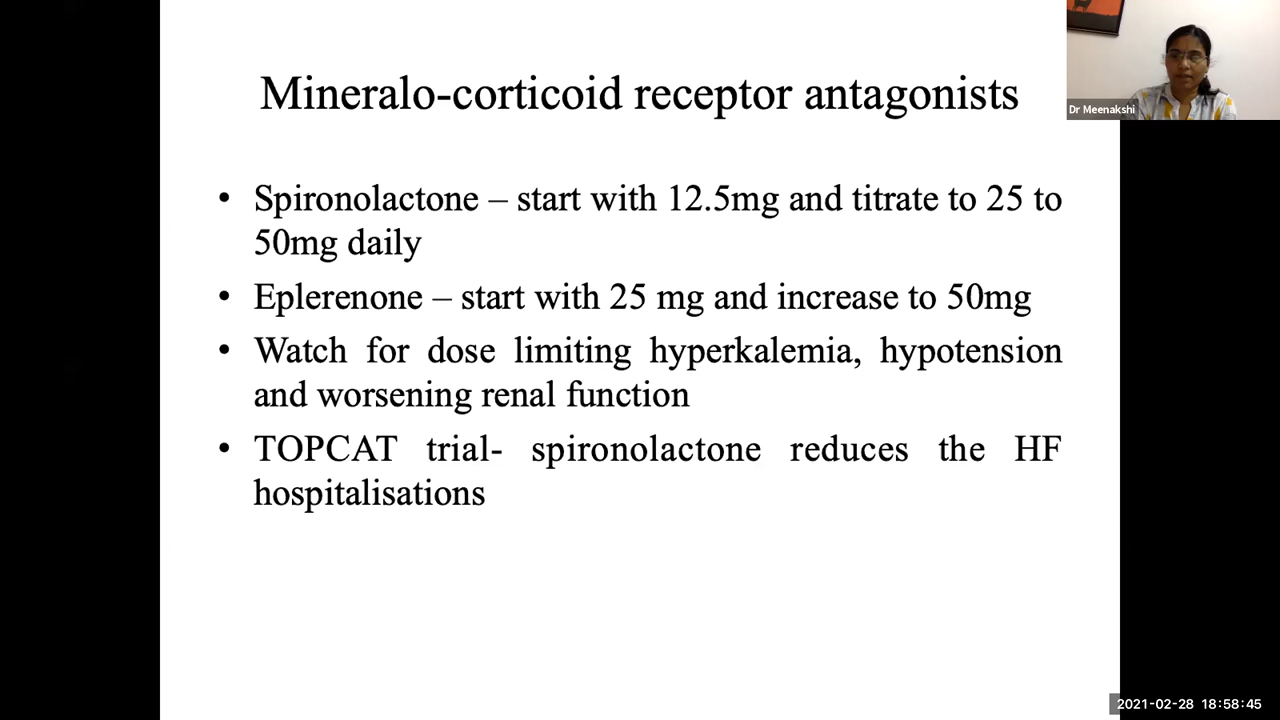 Mineralo-corticoid receptor antagonists
Dr Meenakshi
• Spironolactone – start with 12.5mg and titrate to 25 to
50mg daily
• Eplerenone – start with 25 mg and increase to 50mg
• Watch for dose limiting hyperkalemia, hypotension
and worsening renal function
• TOPCAT trial- spironolactone reduces the HF
hospitalisations
2021-02-28 18:58:45